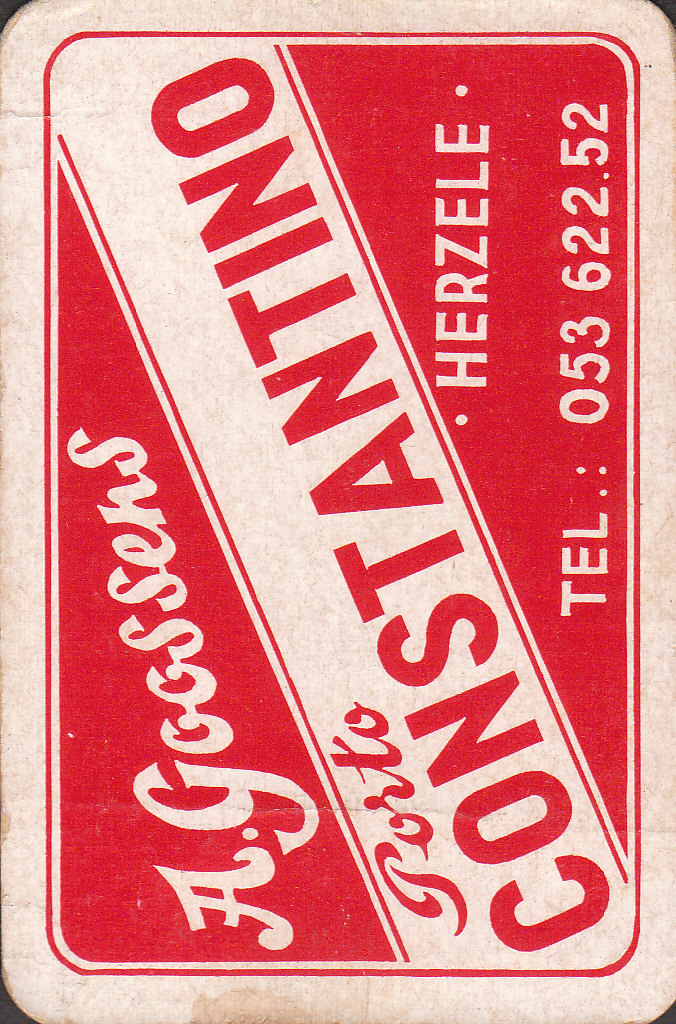 A. Goossens
Porto
CONSTANTINO
· HERZELE ·
TEL.: 053 622.52